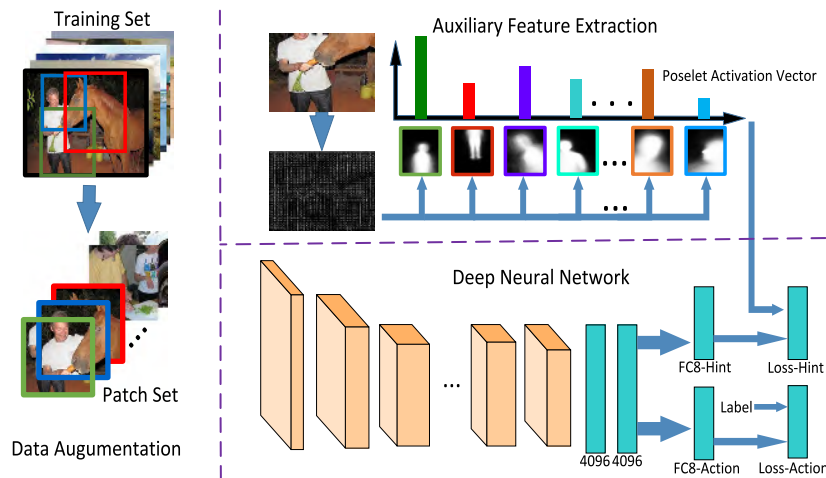 Training Set
Patch Set
Data Augumentation
Auxiliary Feature Extraction
Poselet Activation Vector
Deep Neural Network
4096 4096
FC8-Hint
Loss-Hint
Label
FC8-Action
Loss-Action